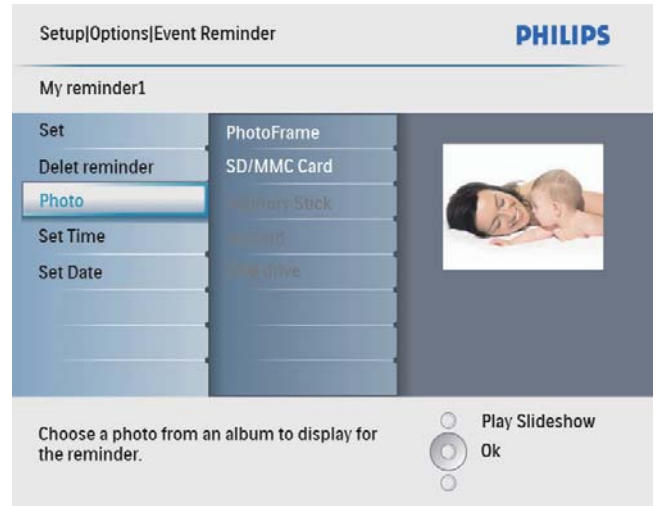 Setup|Options|Event Reminder
PHILIPS
My reminder1
Set
Delet reminder
Photo
Set Time
Set Date
PhotoFrame
SD/MMC Card
Memory Stick
drive
Choose a photo from an album to display for
the reminder.
Play Slideshow
Ok